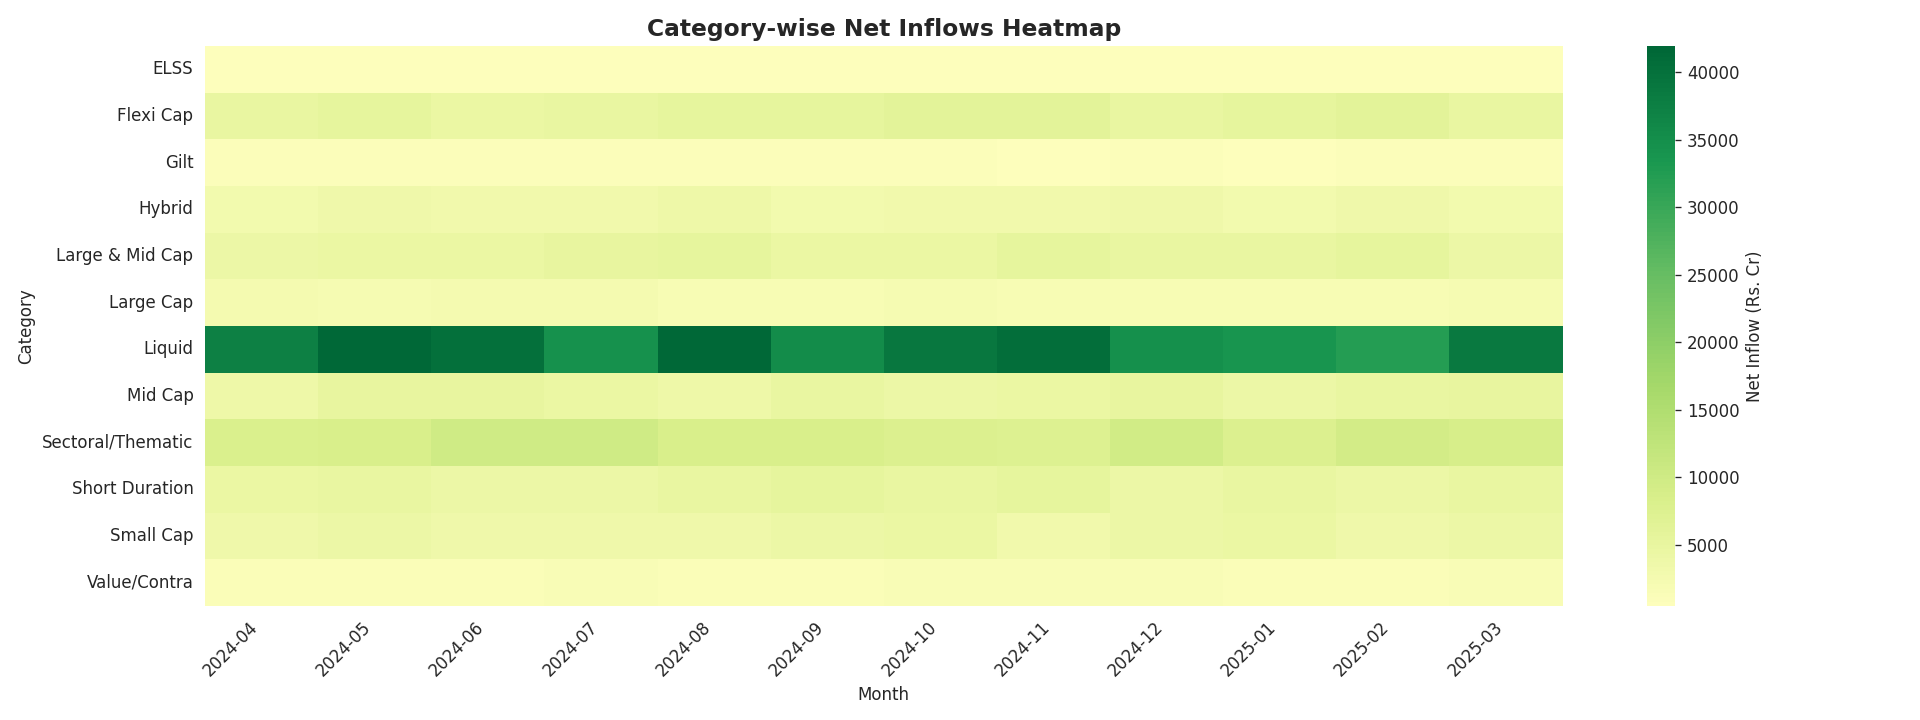 Category-wise Net Inflows Heatmap
Category
ELSS
Flexi Cap
Gilt
Hybrid
Large & Mid Cap
Large Cap
Liquid
Mid Cap
Sectoral/Thematic
Short Duration
Small Cap
Value/Contra
2024-04
2024-05
2024-06
2024-07
2024-08
2024-09
2024-10
2024-11
2024-12
2025-01
2025-02
2025-03
Month
40000
35000
30000
25000
20000
15000
10000
5000
Net Inflow (Rs. Cr)